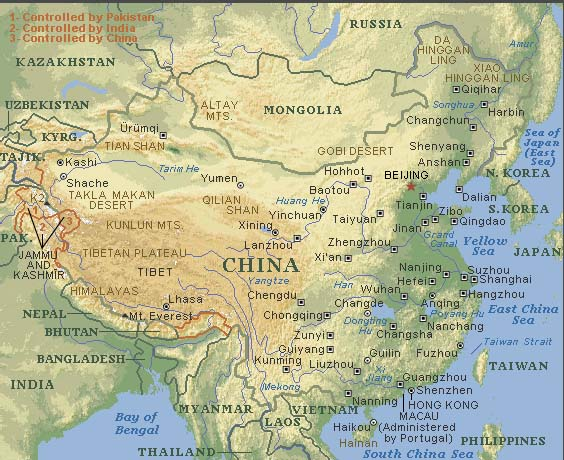 1- Controlled by Pakistan
2- Controlled by India
3- Controlled by China
RUSSIA
DA
HINGGAN
LING
Amur
KAZAKHSTAN
XIAO
HINGGAN LING
Qiqihar
ALTAY
MTS.
MONGOLIA
UZBEKISTAN
Songhua
Harbin
Changchun
Ürümqi
KYRG.
TIAN SHAN
GOBI DESERT
Shenyang
Sea of
Japan
(East
Sea)
TAJIK.
Kashi
Tarim He
Hohhot
BEIJING
Anshan
N. KOREA
Shache
Yumen
Baotou
K2
TAKLA MAKAN
DESERT
QILIAN
SHAN
Huang He
Tianjin
Dalian
Yinchuan
Taiyuan
Zibo
S. KOREA
KUNLUN MTS.
Xining
Jinan
Qingdao
PAK.
2
Lanzhou
Zhengzhou
Grand
Canal
Yellow
Sea
JAPAN
JAMMU
AND
KASHMIR
TIBETAN PLATEAU
CHINA
Xi'an
TIBET
Yangtze
Han
Nanjing
Suzhou
Shanghai
HIMALAYAS
Chengdu
Wuhan
Hefei
Hangzhou
Lhasa
Changde
Anqing
NEPAL
Mt. Everest
Chongqing
Dongting
Hu
Poyang Hu
East China
Sea
BHUTAN
Nanchang
Zunyi
Changsha
BANGLADESH
Guiyang
Fuzhou
Taiwan Strait
Kunming
Guilin
TAIWAN
Liuzhou
Xi
Jiang
INDIA
Mekong
Guangzhou
Shenzhen
Nanning
HONG KONG
MYANMAR
VIETNAM
MACAU
(Administered
by Portugal)
Bay of
Bengal
LAOS
Haikou
Hainan
PHILIPPINES
THAILAND
South China Sea